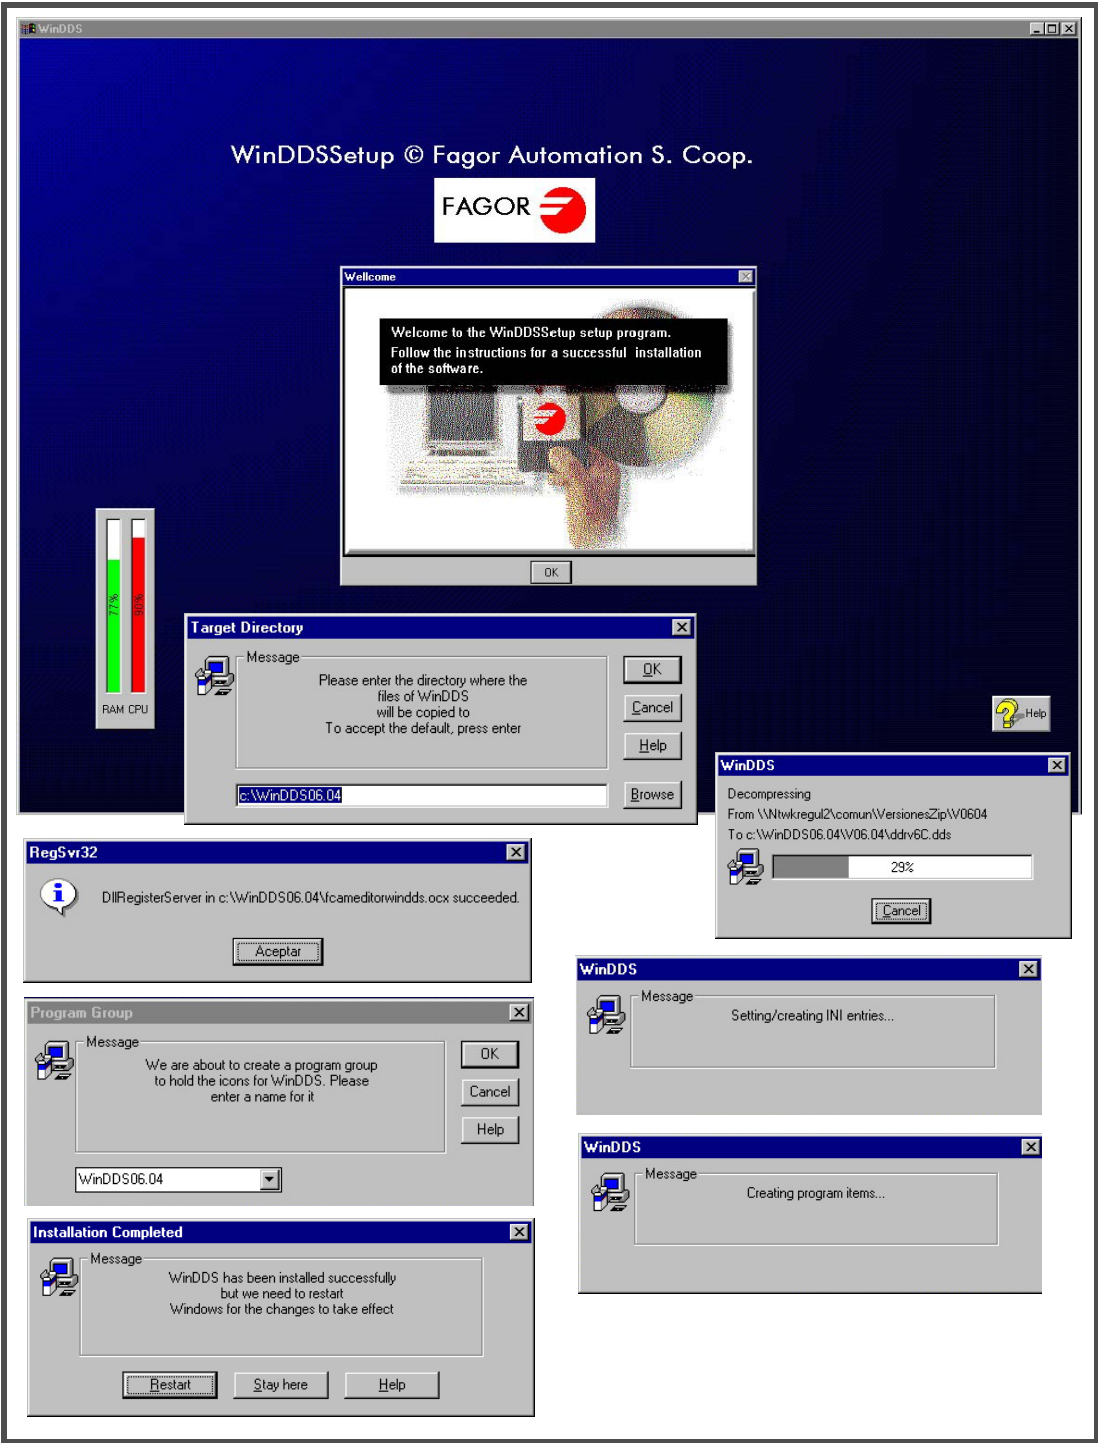 WinDDS
WinDDSSetup © Fagor Automation S. Coop.
FAGOR
Wellcome
Welcome to the WinDDSSetup setup program.
Follow the instructions for a successful installation
of the software.
OK
77%
90%
RAM CPU
Target Directory
Message
Please enter the directory where the
files of WinDDS
will be copied to
To accept the default, press enter
OK
Cancel
Help
Browse
c:\WinDDS06.04
Help
WinDDS
Decompressing
From \\Ntwkregul2\comun\VersionesZip\V0604
To c:\WinDDS06.04\V06.04\ddrv6C.dds
29%
Cancel
RegSvr32
DllRegisterServer in c:\WinDDS06.04\fcameditorwindds.ocx succeeded.
Aceptar
WinDDS
Message
Setting/creating INI entries...
Program Group
Message
We are about to create a program group
to hold the icons for WinDDS. Please
enter a name for it
OK
Cancel
Help
WinDDS06.04
WinDDS
Message
Creating program items...
Installation Completed
Message
WinDDS has been installed successfully
but we need to restart
Windows for the changes to take effect
Restart
Stay here
Help